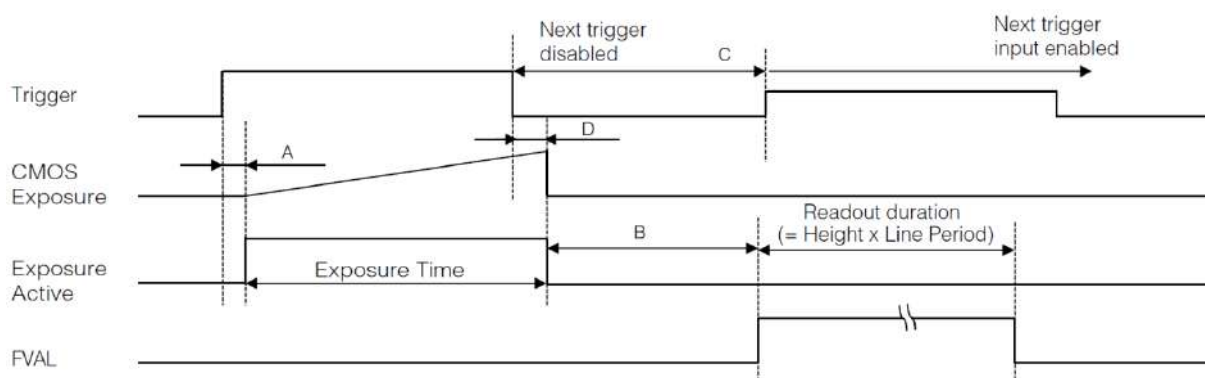 Next trigger
disabled
C
Next trigger
input enabled
Trigger
D
A
CMOS
Exposure
Readout duration
(= Height x Line Period)
B
Exposure
Active
Exposure Time
FVAL